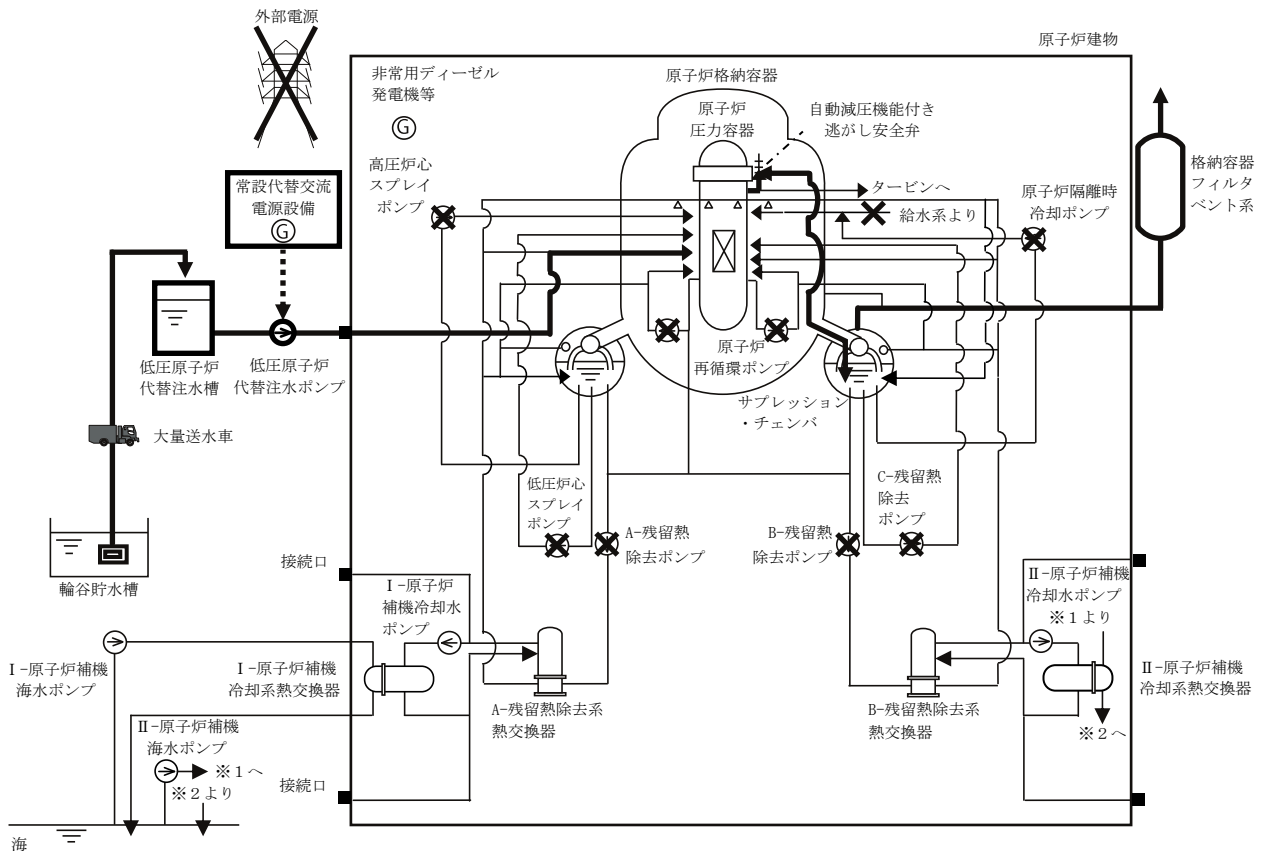 外部電源
原子炉建物
非常用ディーゼル
発電機等
G
原子炉格納容器
原子炉
圧力容器
自動減圧機能付き
逃がし安全弁
高圧炉心
スプレイ
ポンプ
常設代替交流
電源設備
G
タービンへ
給水系より
原子炉隔離時
冷却ポンプ
格納容器
フィルタ
ベント系
低圧原子炉
代替注水槽
低圧原子炉
代替注水ポンプ
原子炉
再循環ポンプ
サプレッション
・チェンバ
大量送水車
輪谷貯水槽
低圧炉心
スプレイ
ポンプ
A-残留熱
除去ポンプ
B-残留熱
除去ポンプ
C-残留熱
除去
ポンプ
接続口
Ⅰ-原子炉
補機冷却水
ポンプ
Ⅱ-原子炉補機
冷却水ポンプ
※1より
Ⅰ-原子炉補機
海水ポンプ
Ⅰ-原子炉補機
冷却系熱交換器
Ⅱ-原子炉補機
冷却系熱交換器
A-残留熱除去系
熱交換器
B-残留熱除去系
熱交換器
※2へ
Ⅱ-原子炉補機
海水ポンプ
※1へ
※2より
接続口
海